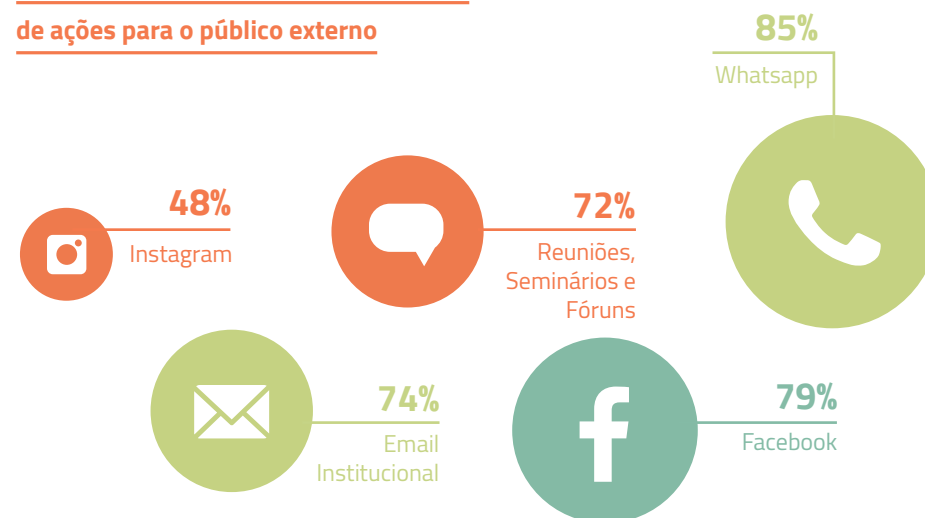 de ações para o público externo
85%
Whatsapp
48%
Instagram
72%
Reuniões,
Seminários e
Fóruns
74%
Email
Institucional
79%
Facebook